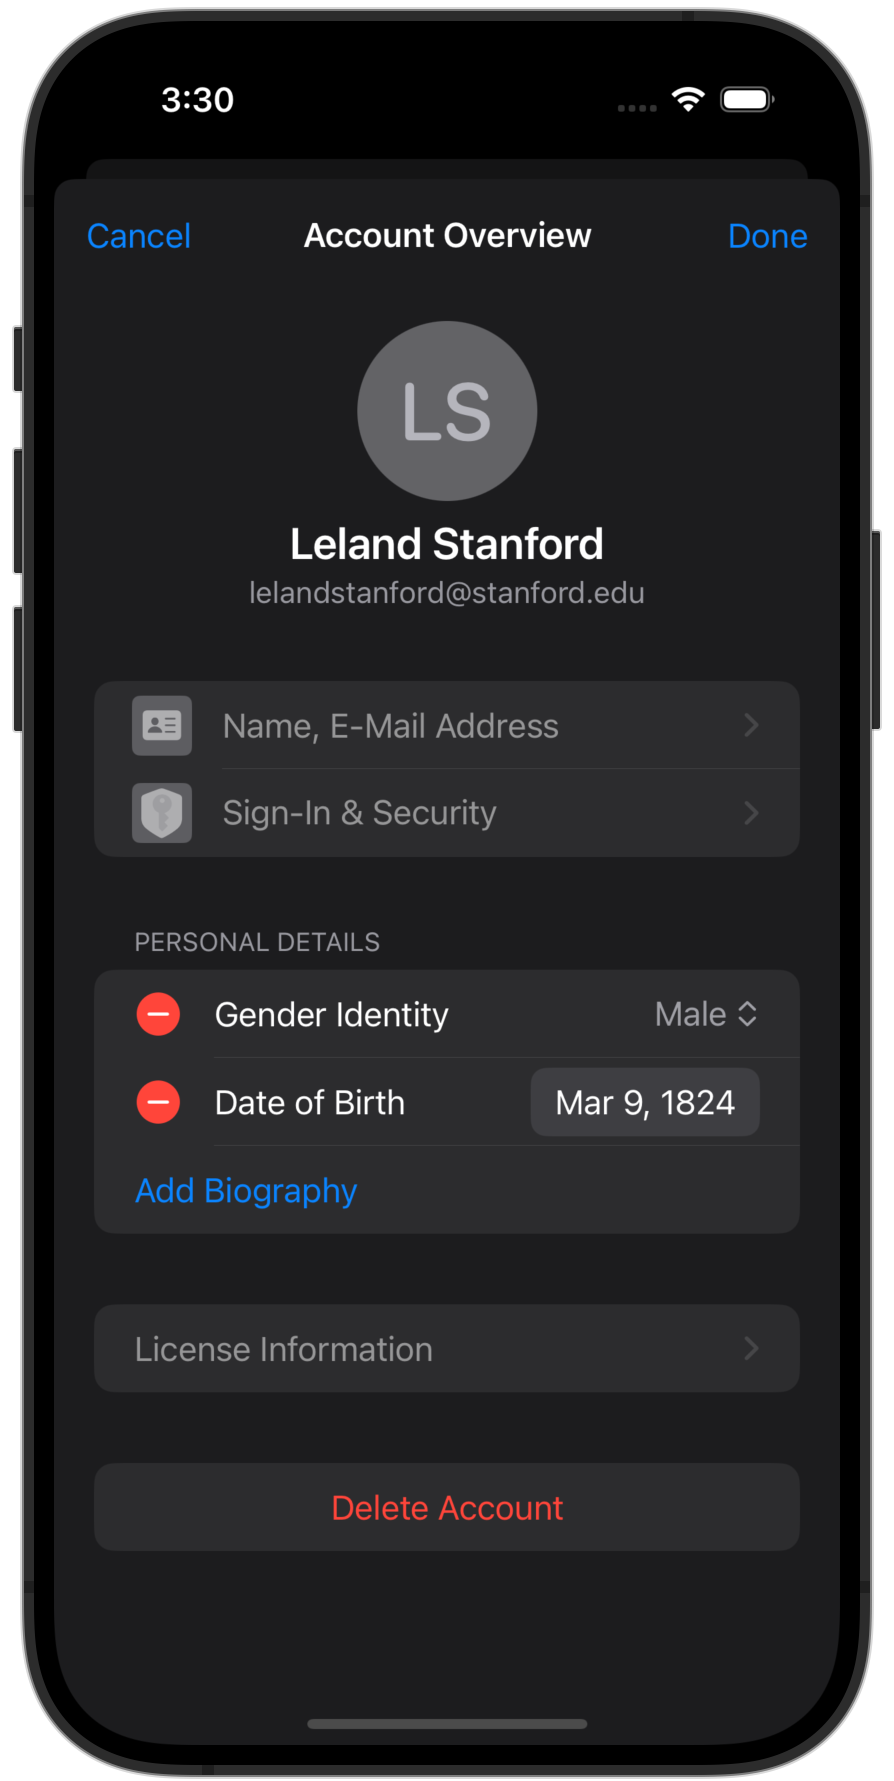 3:30
Cancel Account Overview Done
LS
Leland Stanford
lelandstanford@stanford.edu
Name, E-Mail Address
Sign-In & Security
PERSONAL DETAILS
Gender Identity Male
Date of Birth Mar 9, 1824
Add Biography
License Information
Delete Account